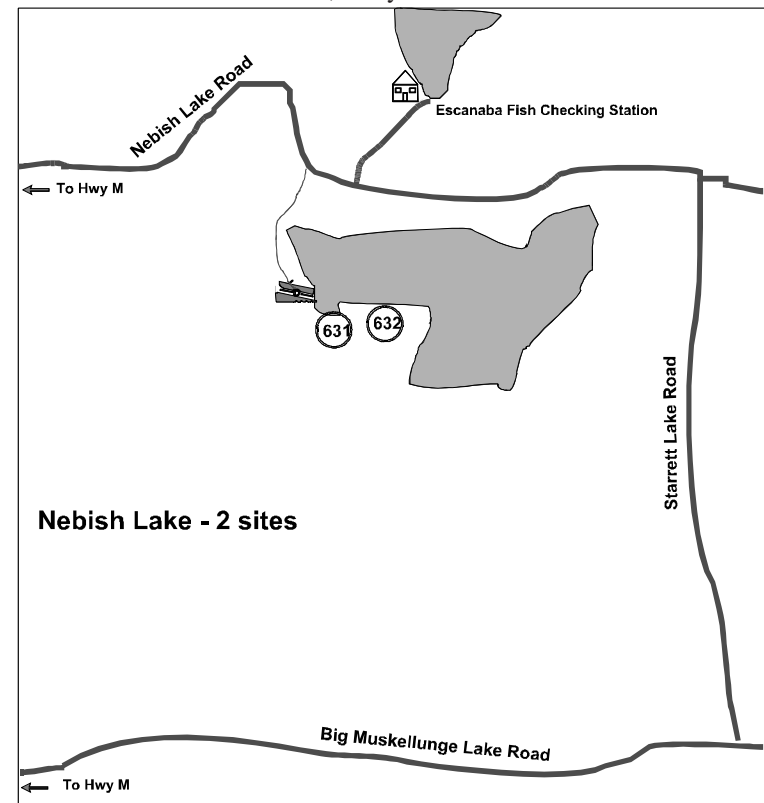 Nebish Lake Road
Escanaba Fish Checking Station
To Hwy M
631
632
Starrett Lake Road
Nebish Lake - 2 sites
Big Muskellunge Lake Road
To Hwy M